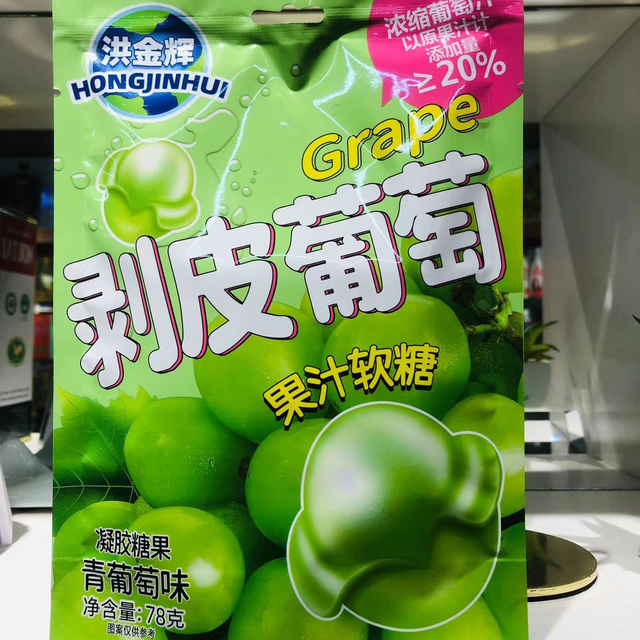 洪金辉
HONGJINHUI
浓缩葡萄汁
以原果汁计
添加量
≥20%
Grape
剥皮葡萄
果汁软糖
凝胶糖果
青葡萄味
净含量:78克
图案仅供参考